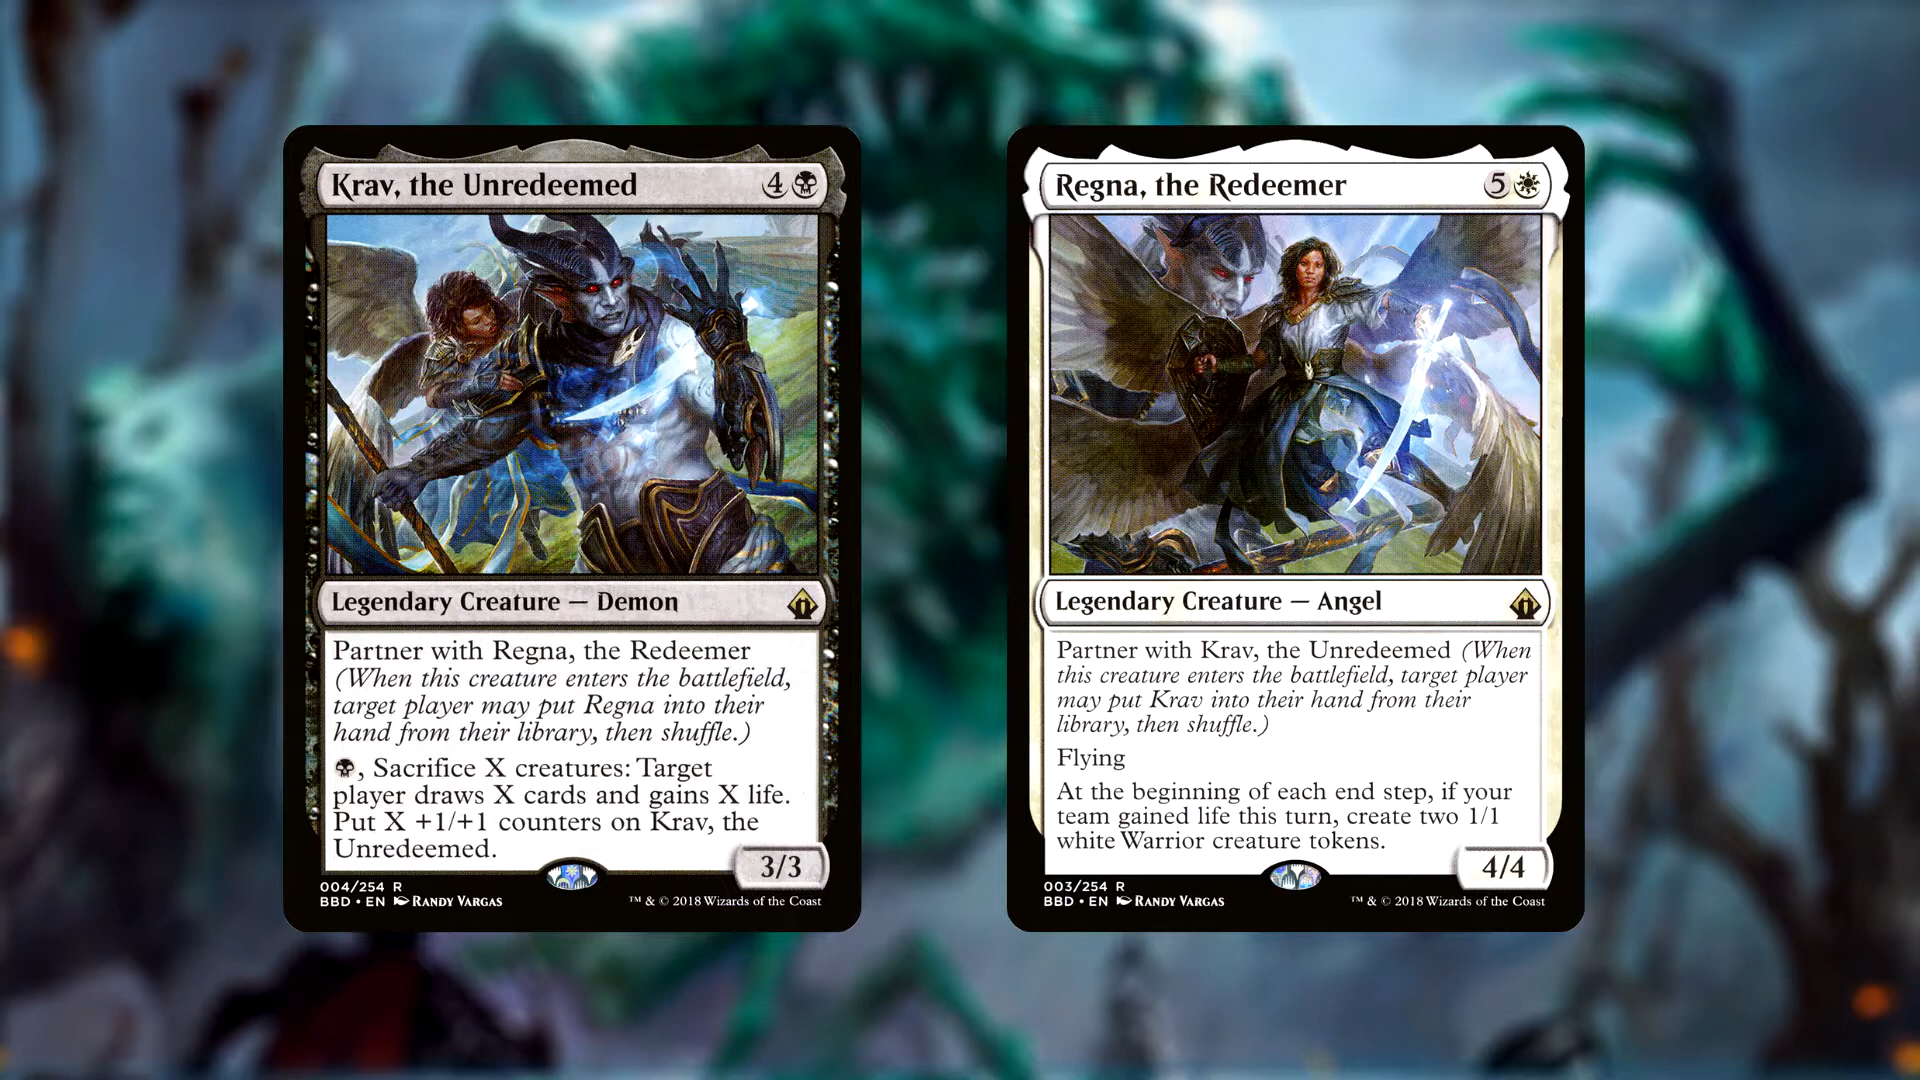 Krav, the Unredeemed 4
Legendary Creature — Demon
Partner with Regna, the Redeemer
(When this creature enters the battlefield,
target player may put Regna into their
hand from their library, then shuffle.)
, Sacrifice X creatures: Target
player draws X cards and gains X life.
Put X +1/+1 counters on Krav, the
Unredeemed.
3/3
004/254 R
BBD • EN RANDY VARGAS
™ & © 2018 Wizards of the Coast
Regna, the Redeemer 5
Legendary Creature — Angel
Partner with Krav, the Unredeemed (When
this creature enters the battlefield, target player
may put Krav into their hand from their
library, then shuffle.)
Flying
At the beginning of each end step, if your
team gained life this turn, create two 1/1
white Warrior creature tokens.
4/4
003/254 R
BBD • EN RANDY VARGAS
™ & © 2018 Wizards of the Coast